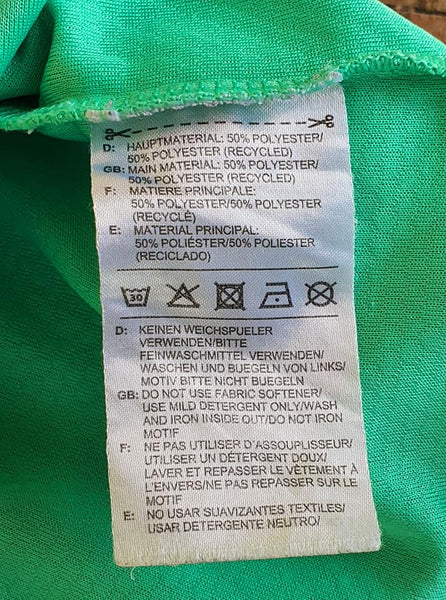 D: HAUPTMATERIAL: 50% POLYESTER/
50% POLYESTER (RECYCLED)
GB: MAIN MATERIAL: 50% POLYESTER/
50% POLYESTER (RECYCLED)
F: MATIERE PRINCIPALE:
50% POLYESTER/50% POLYESTER
(RECYCLÉ)
E: MATERIAL PRINCIPAL:
50% POLIÉSTER/50% POLIESTER
(RECICLADO)
30
D: KEINEN WEICHSPUELER
VERWENDEN/BITTE
FEINWASCHMITTEL VERWENDEN/
WASCHEN UND BUEGELN VON LINKS/
MOTIV BITTE NICHT BUEGELN
GB: DO NOT USE FABRIC SOFTENER/
USE MILD DETERGENT ONLY/WASH
AND IRON INSIDE OUT/DO NOT IRON
MOTIF
F: NE PAS UTILISER D'ASSOUPLISSEUR/
UTILISER UN DÉTERGENT DOUX/
LAVER ET REPASSER LE VÊTEMENT À
L'ENVERS/NE PAS REPASSER SUR LE
MOTIF
E: NO USAR SUAVIZANTES TEXTILES/
USAR DETERGENTE NEUTRO/